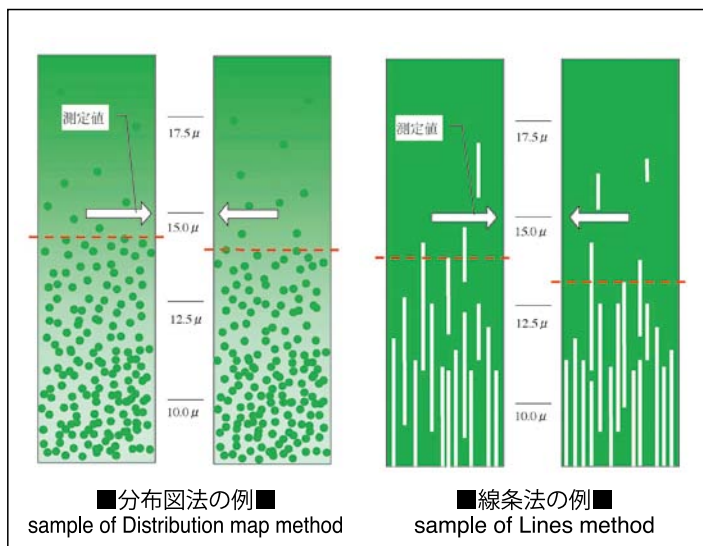 測定値
17.5μ
15.0μ
12.5μ
10.0μ
■分布図法の例■
sample of Distribution map method
測定値
17.5μ
15.0μ
12.5μ
10.0μ
■線条法の例■
sample of Lines method